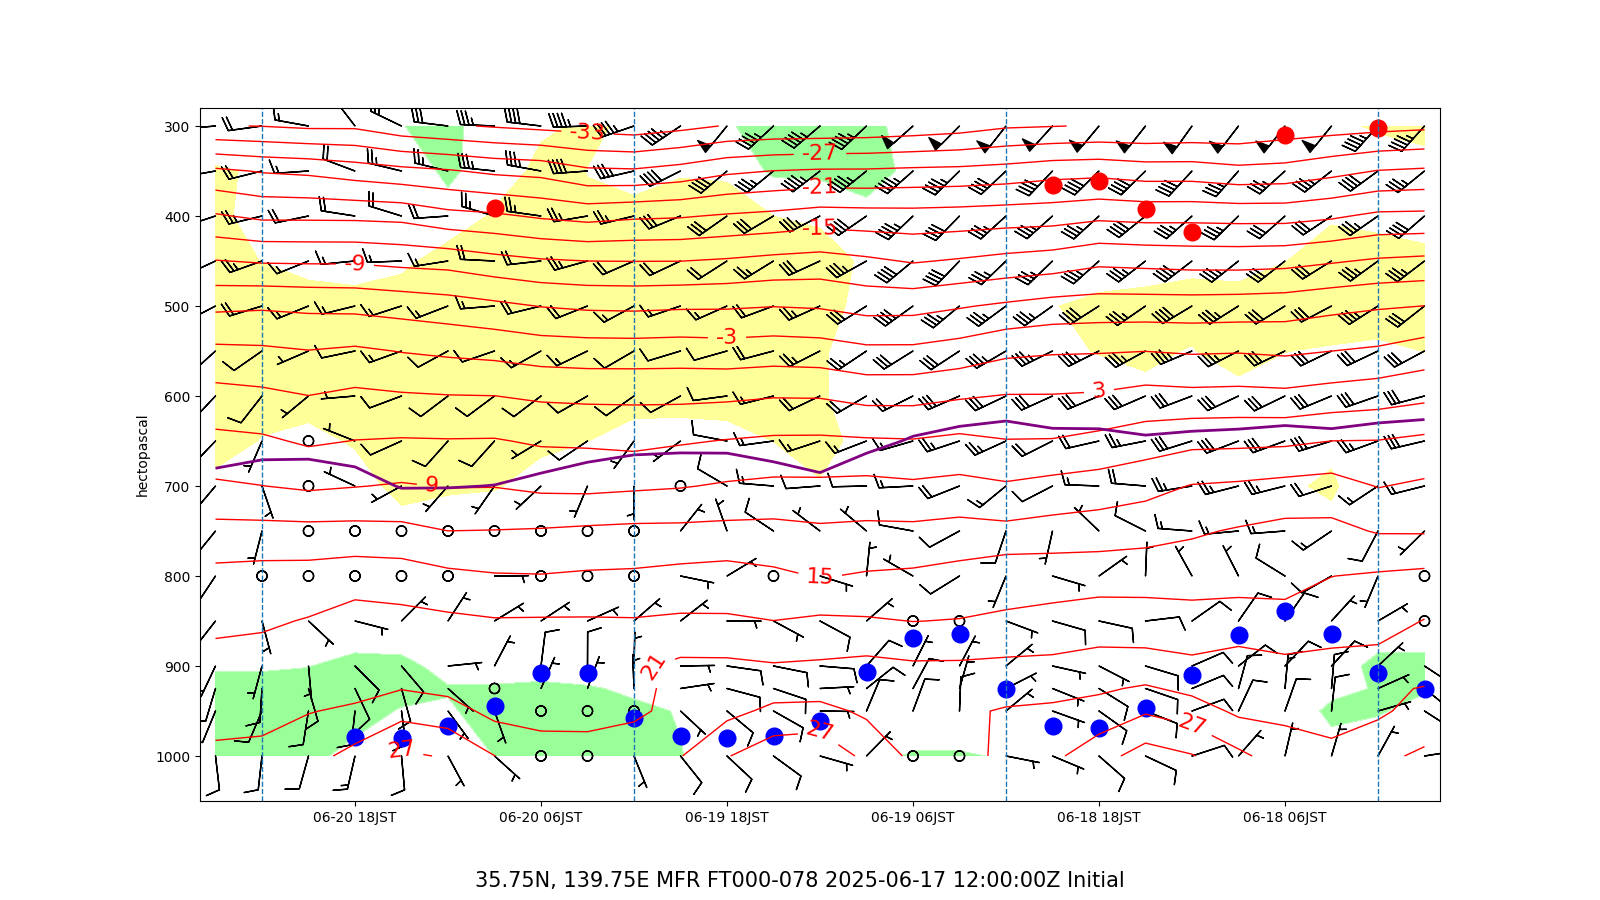 300
400
500
600
700
800
900
1000
hectopascal
-33
-27
-21
-15
-9
-3
3
9
15
21
27
27
27
06-20 18JST
06-20 06JST
06-19 18JST
06-19 06JST
06-18 18JST
06-18 06JST
35.75N, 139.75E MFR FT000-078 2025-06-17 12:00:00Z Initial